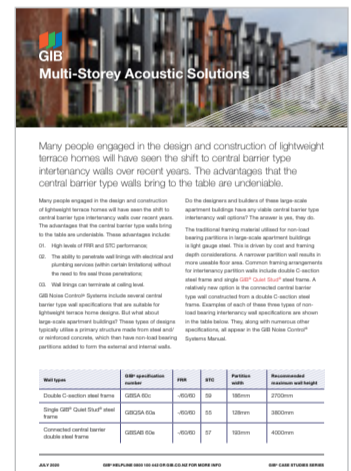 GIB
Multi-Storey Acoustic Solutions
Many people engaged in the design and construction of lightweight
terrace homes will have seen the shift to central barrier type
intertenancy walls over recent years. The advantages that the
central barrier type walls bring to the table are undeniable.
Many people engaged in the design and construction
of lightweight terrace homes will have seen the shift to
central barrier type intertenancy walls over recent years.
The advantages that the central barrier type walls bring
to the table are undeniable. These advantages include:
01. High levels of FRR and STC performance;
02. The ability to penetrate wall linings with electrical and
plumbing services (within certain limitations) without
the need to fire seal those penetrations;
03. Wall linings can terminate at ceiling level.
GIB Noise Control® Systems include several central
barrier type wall specifications that are suitable for
lightweight terrace home designs. But what about
large-scale apartment buildings? These types of designs
typically utilise a primary structure made from steel and/
or reinforced concrete, which then have non-load bearing
partitions added to form the external and internal walls.
Do the designers and builders of these large-scale
apartment buildings have any viable central barrier type
intertenancy wall options? The answer is yes, they do.
The traditional framing material utilised for non-load
bearing partitions in large-scale apartment buildings
is light gauge steel. This is driven by cost and framing
depth considerations. A narrower partition wall results in
more useable floor area. Common framing arrangements
for intertenancy partition walls include double C-section
steel frame and single GIB® Quiet Stud® steel frame. A
relatively new option is the connected central barrier
type wall constructed from a double C-section steel
frame. Examples of each of these three types of non-
load bearing intertenancy wall specifications are shown
in the table below. They, along with numerous other
specifications, all appear in the GIB Noise Control®
Systems Manual.
Wall types GIB® specification number FRR STC Partition width Recommended maximum wall height
Double C-section steel frame GBSA 60c -/60/60 59 186mm 2700mm
Single GIB® Quiet Stud® steel frame GBQSA 60a -/60/60 55 128mm 3800mm
Connected central barrier double steel frame GBSAB 60e -/60/60 57 193mm 4000mm
JULY 2020 GIB® HELPLINE 0800 100 442 OR GIB.CO.NZ FOR MORE INFO GIB® CASE STUDIES SERIES